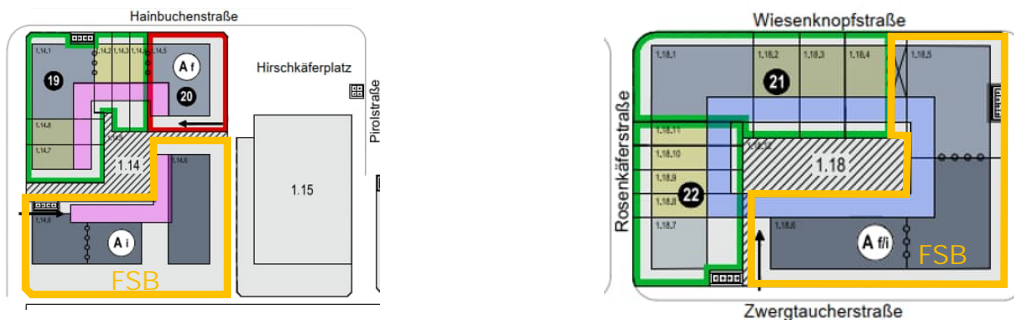 Hainbuchenstraße
1.14.1
1.14.2
1.14.3
1.14.5
A f
19
20
Hirschkäferplatz
Pirolstraße
1.14.8
1.14.7
1.14
1.14.6
1.15
A i
FSB
Wiesenknopfstraße
1.18.1
1.18.2
1.18.3
1.18.4
1.18.5
21
Rosenkäferstraße
1.18.11
1.18.12
1.18.10
1.18
1.18.9
22
1.18.8
1.18.7
1.18.6
A f/i
FSB
Zwergtaucherstraße